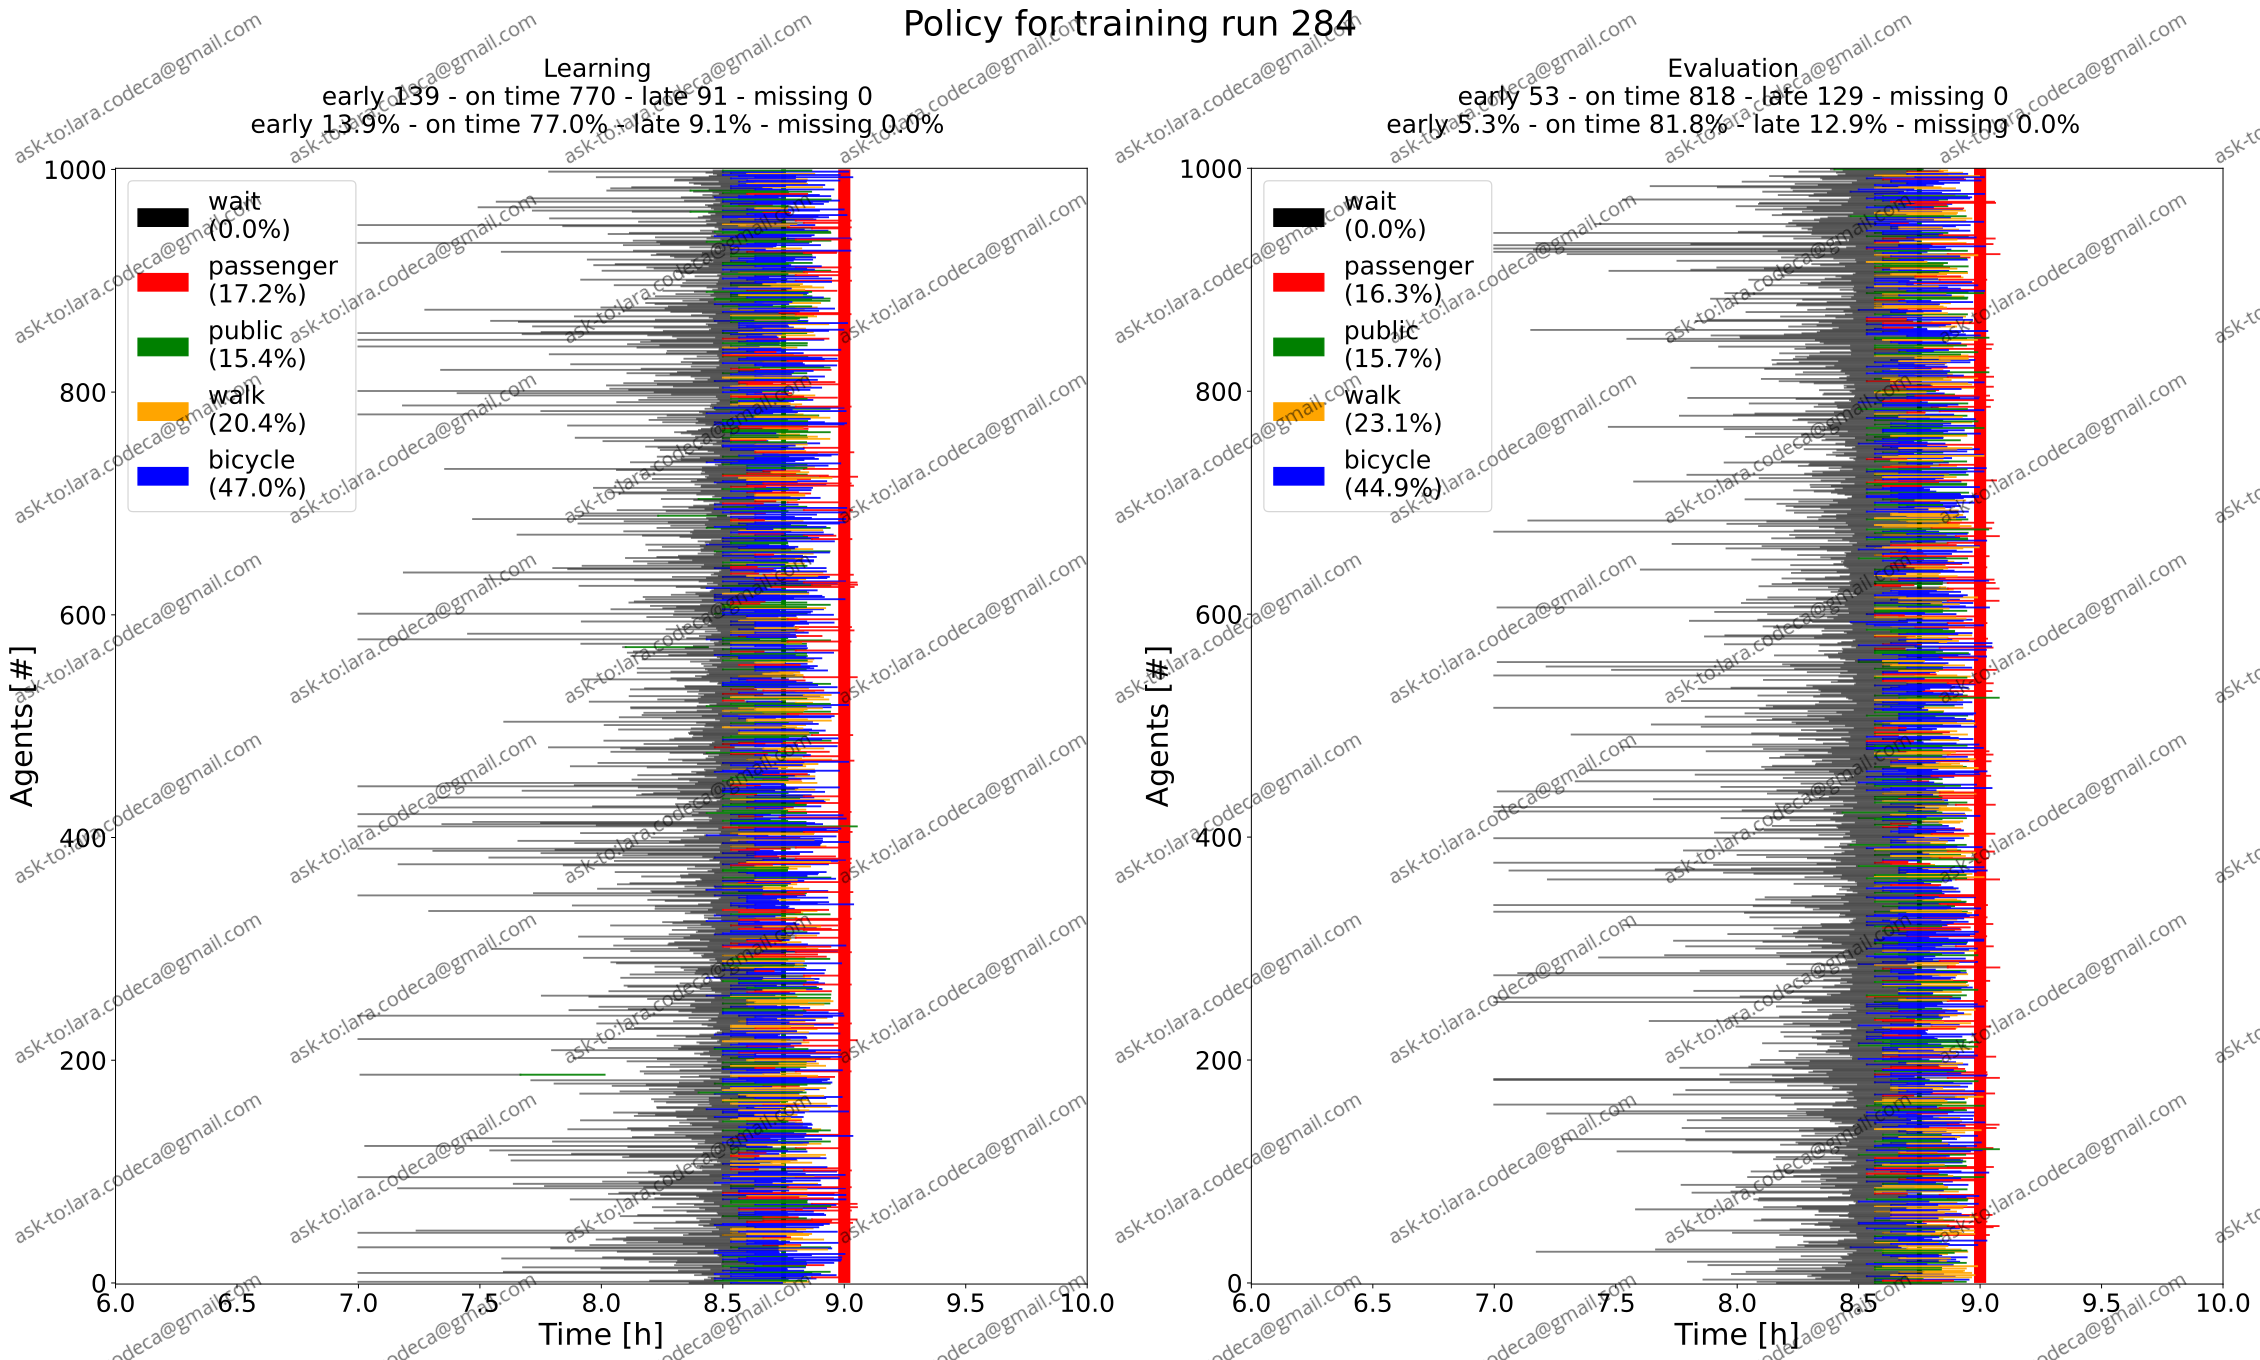 Policy for training run 284
Learning
early 139 - on time 770 - late 91 - missing 0
early 13.9% - on time 77.0% - late 9.1% - missing 0.0%
1000
800
600
400
200
0
Agents [#]
wait
(0.0%)
passenger
(17.2%)
public
(15.4%)
walk
(20.4%)
bicycle
(47.0%)
6.0 6.5 7.0 7.5 8.0 8.5 9.0 9.5 10.0
Time [h]
Evaluation
early 53 - on time 818 - late 129 - missing 0
early 5.3% - on time 81.8% - late 12.9% - missing 0.0%
1000
800
600
400
200
0
Agents [#]
wait
(0.0%)
passenger
(16.3%)
public
(15.7%)
walk
(23.1%)
bicycle
(44.9%)
6.0 6.5 7.0 7.5 8.0 8.5 9.0 9.5 10.0
Time [h]
ask-to:lara.codeca@gmail.com